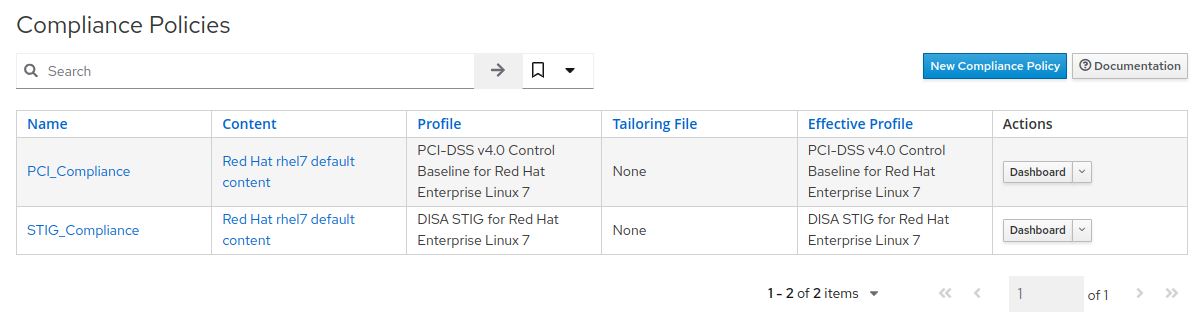 Compliance Policies
Search
New Compliance Policy
Documentation
Name Content Profile Tailoring File Effective Profile Actions
PCI_Compliance
Red Hat rhel7 default
content
PCI-DSS v4.0 Control
Baseline for Red Hat
Enterprise Linux 7
None
PCI-DSS v4.0 Control
Baseline for Red Hat
Enterprise Linux 7
Dashboard
STIG_Compliance
Red Hat rhel7 default
content
DISA STIG for Red Hat
Enterprise Linux 7
None
DISA STIG for Red Hat
Enterprise Linux 7
Dashboard
1 - 2 of 2 items
1 of 1